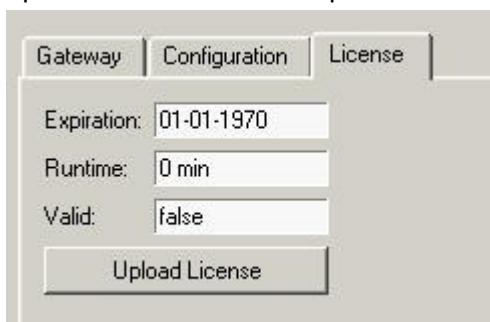 Gateway Configuration License
Expiration: 01-01-1970
Runtime: 0 min
Valid: false
Upload License